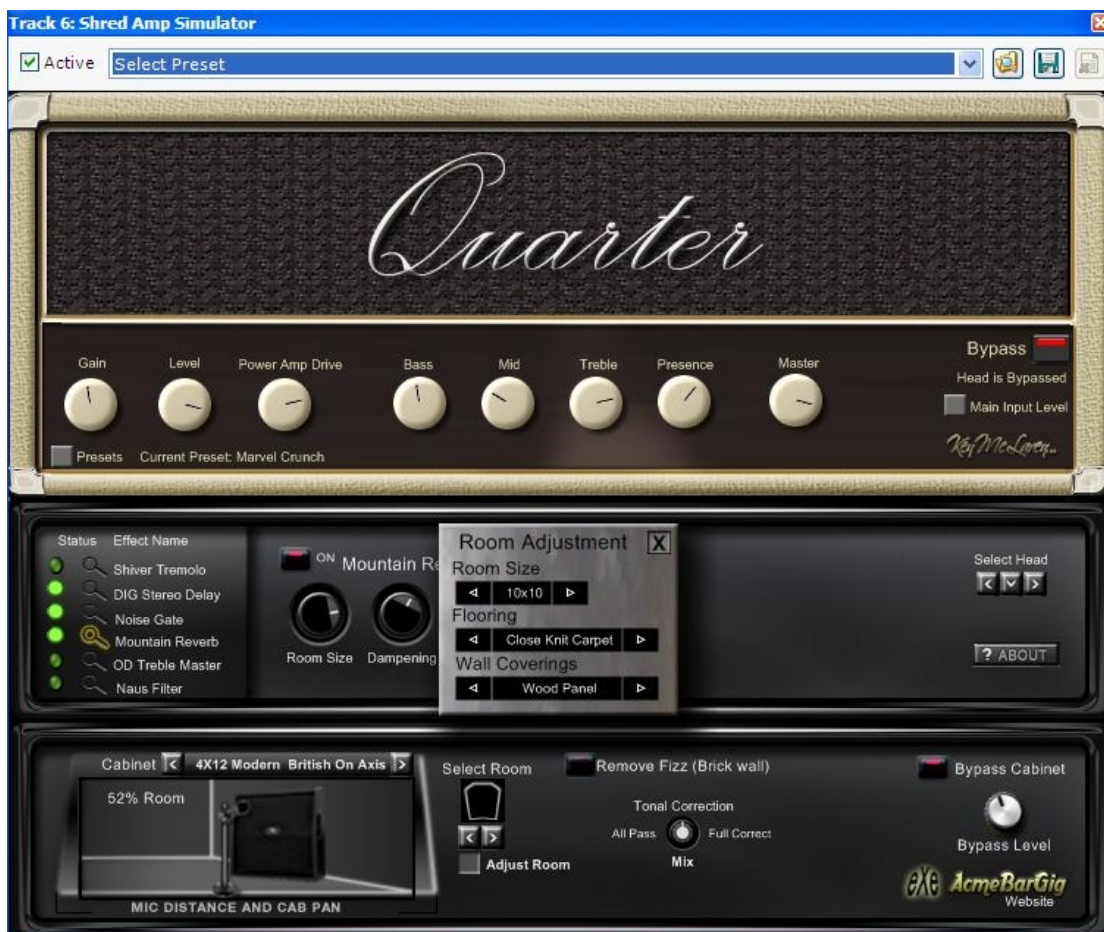 Track 6: Shred Amp Simulator
Active Select Preset
Quarter
Gain Level Power Amp Drive Bass Mid Treble Presence Master
Bypass
Head is Bypassed
Main Input Level
Presets Current Preset: Marvel Crunch
Status Effect Name
Shiver Tremolo
DIG Stereo Delay
Noise Gate
Mountain Reverb
OD Treble Master
Naus Filter
ON Mountain Re
Room Size Dampening
Room Adjustment X
Room Size
10x10
Flooring
Close Knit Carpet
Wall Coverings
Wood Panel
Select Head
? ABOUT
Cabinet 4X12 Modern British On Axis
52% Room
MIC DISTANCE AND CAB PAN
Select Room
Adjust Room
Remove Fizz (Brick wall)
Tonal Correction
All Pass Full Correct
Mix
Bypass Cabinet
Bypass Level
eXe AcmeBarGig
Website